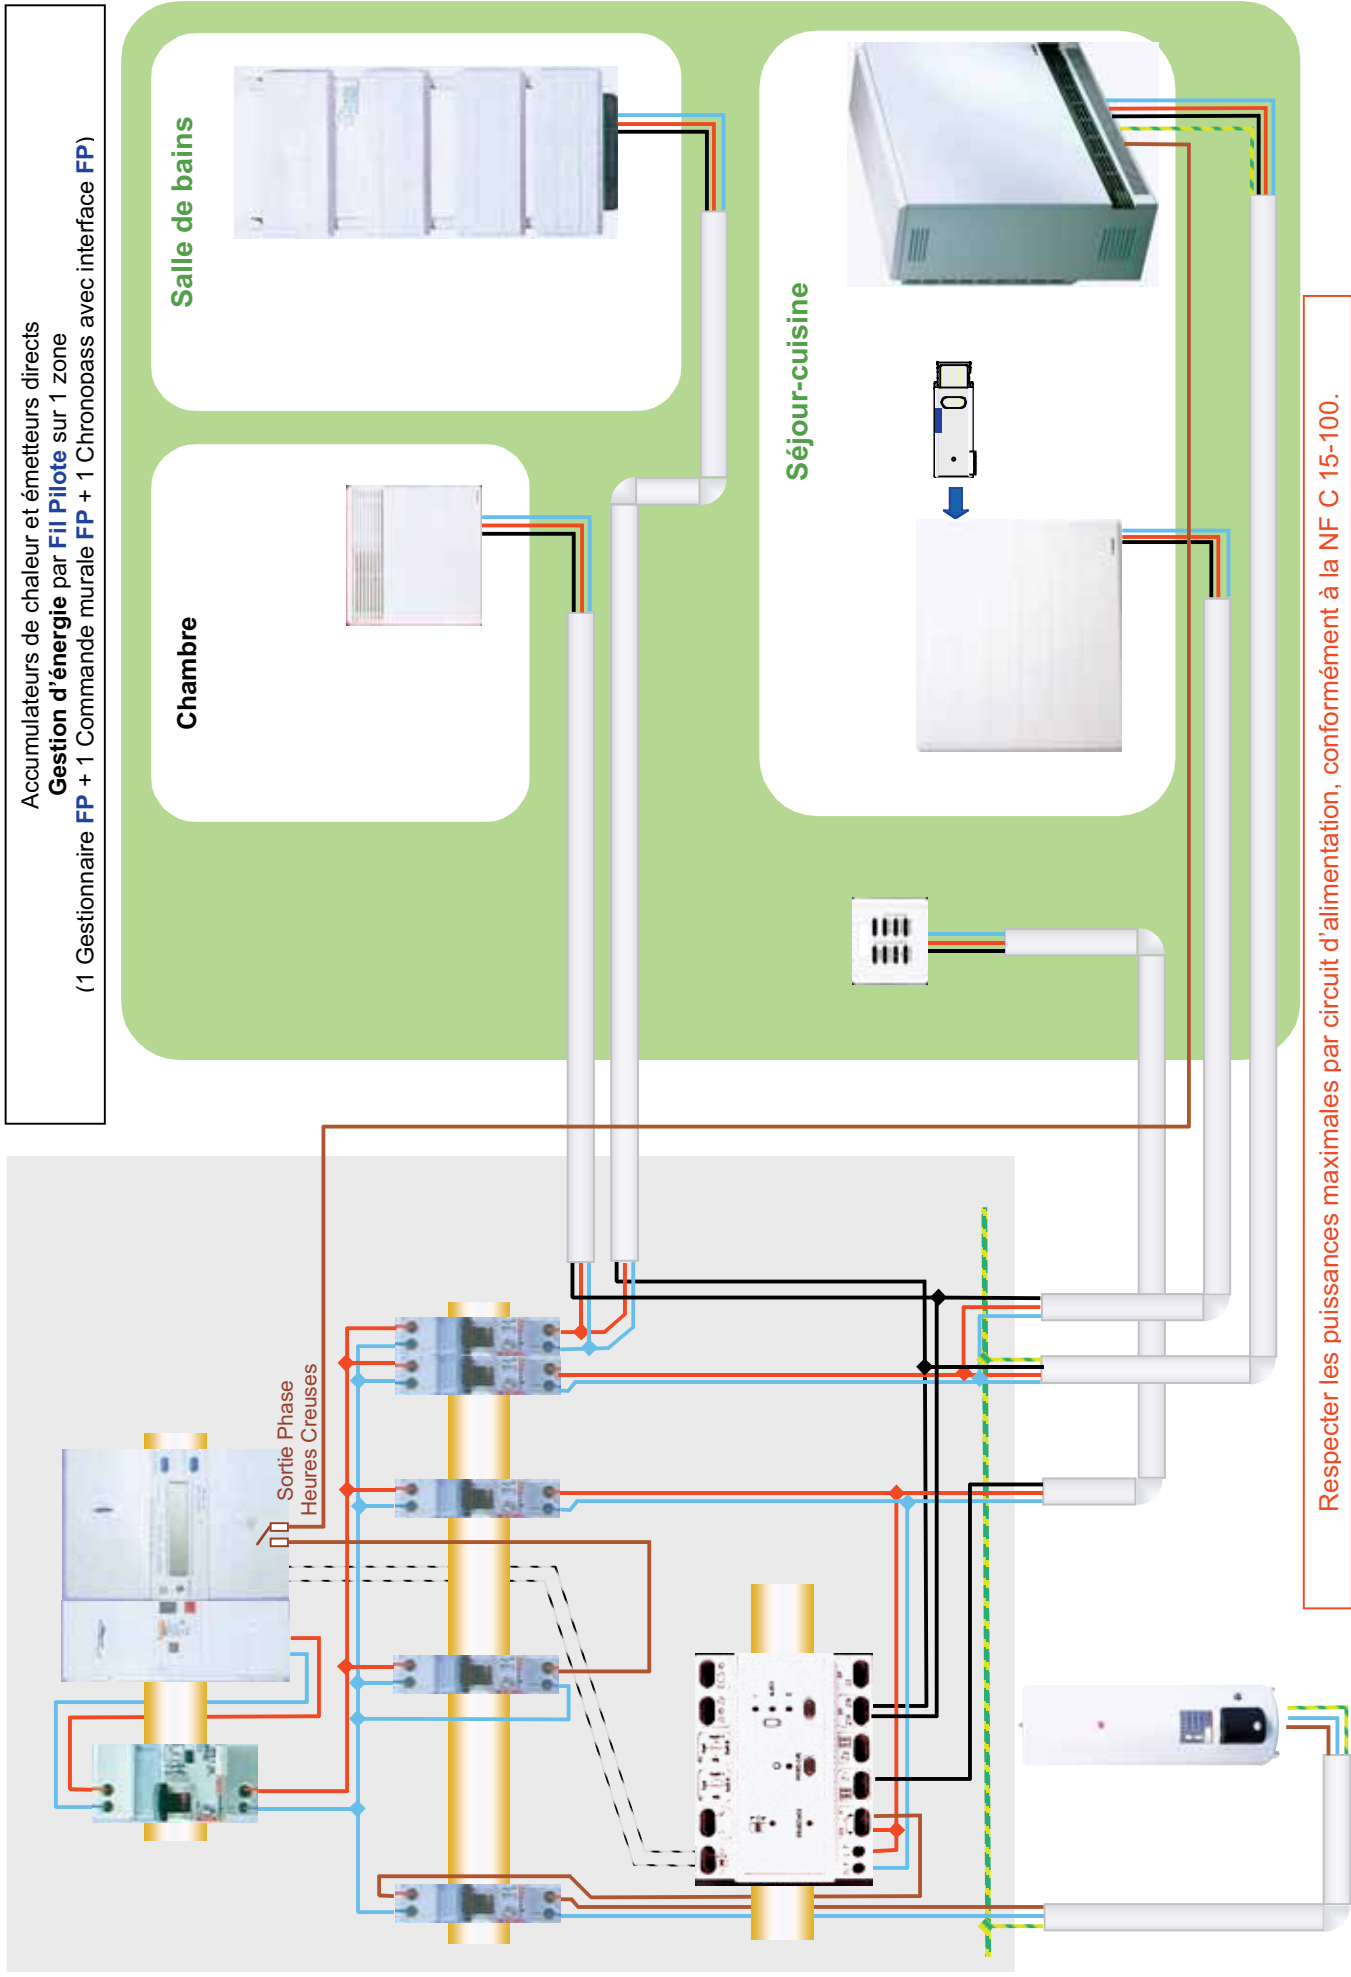 Accumulateurs de chaleur et émetteurs directs
Gestion d'énergie par Fil Pilote sur 1 zone
(1 Gestionnaire FP + 1 Commande murale FP + 1 Chronopass avec interface FP)
Salle de bains
Chambre
Séjour-cuisine
Sortie Phase
Heures Creuses
Respecter les puissances maximales par circuit d'alimentation, conformément à la NF C 15-100.